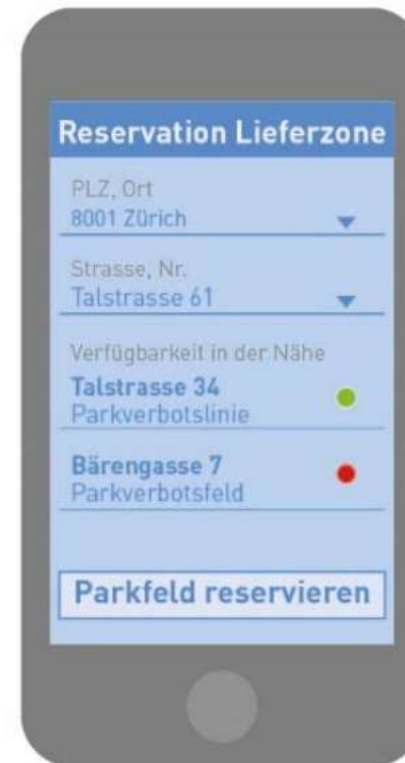 Reservation Lieferzone
PLZ, Ort
8001 Zürich
Strasse, Nr.
Talstrasse 61
Verfügbarkeit in der Nähe
Talstrasse 34
Parkverbotslinie
Bärengasse 7
Parkverbotsfeld
Parkfeld reservieren